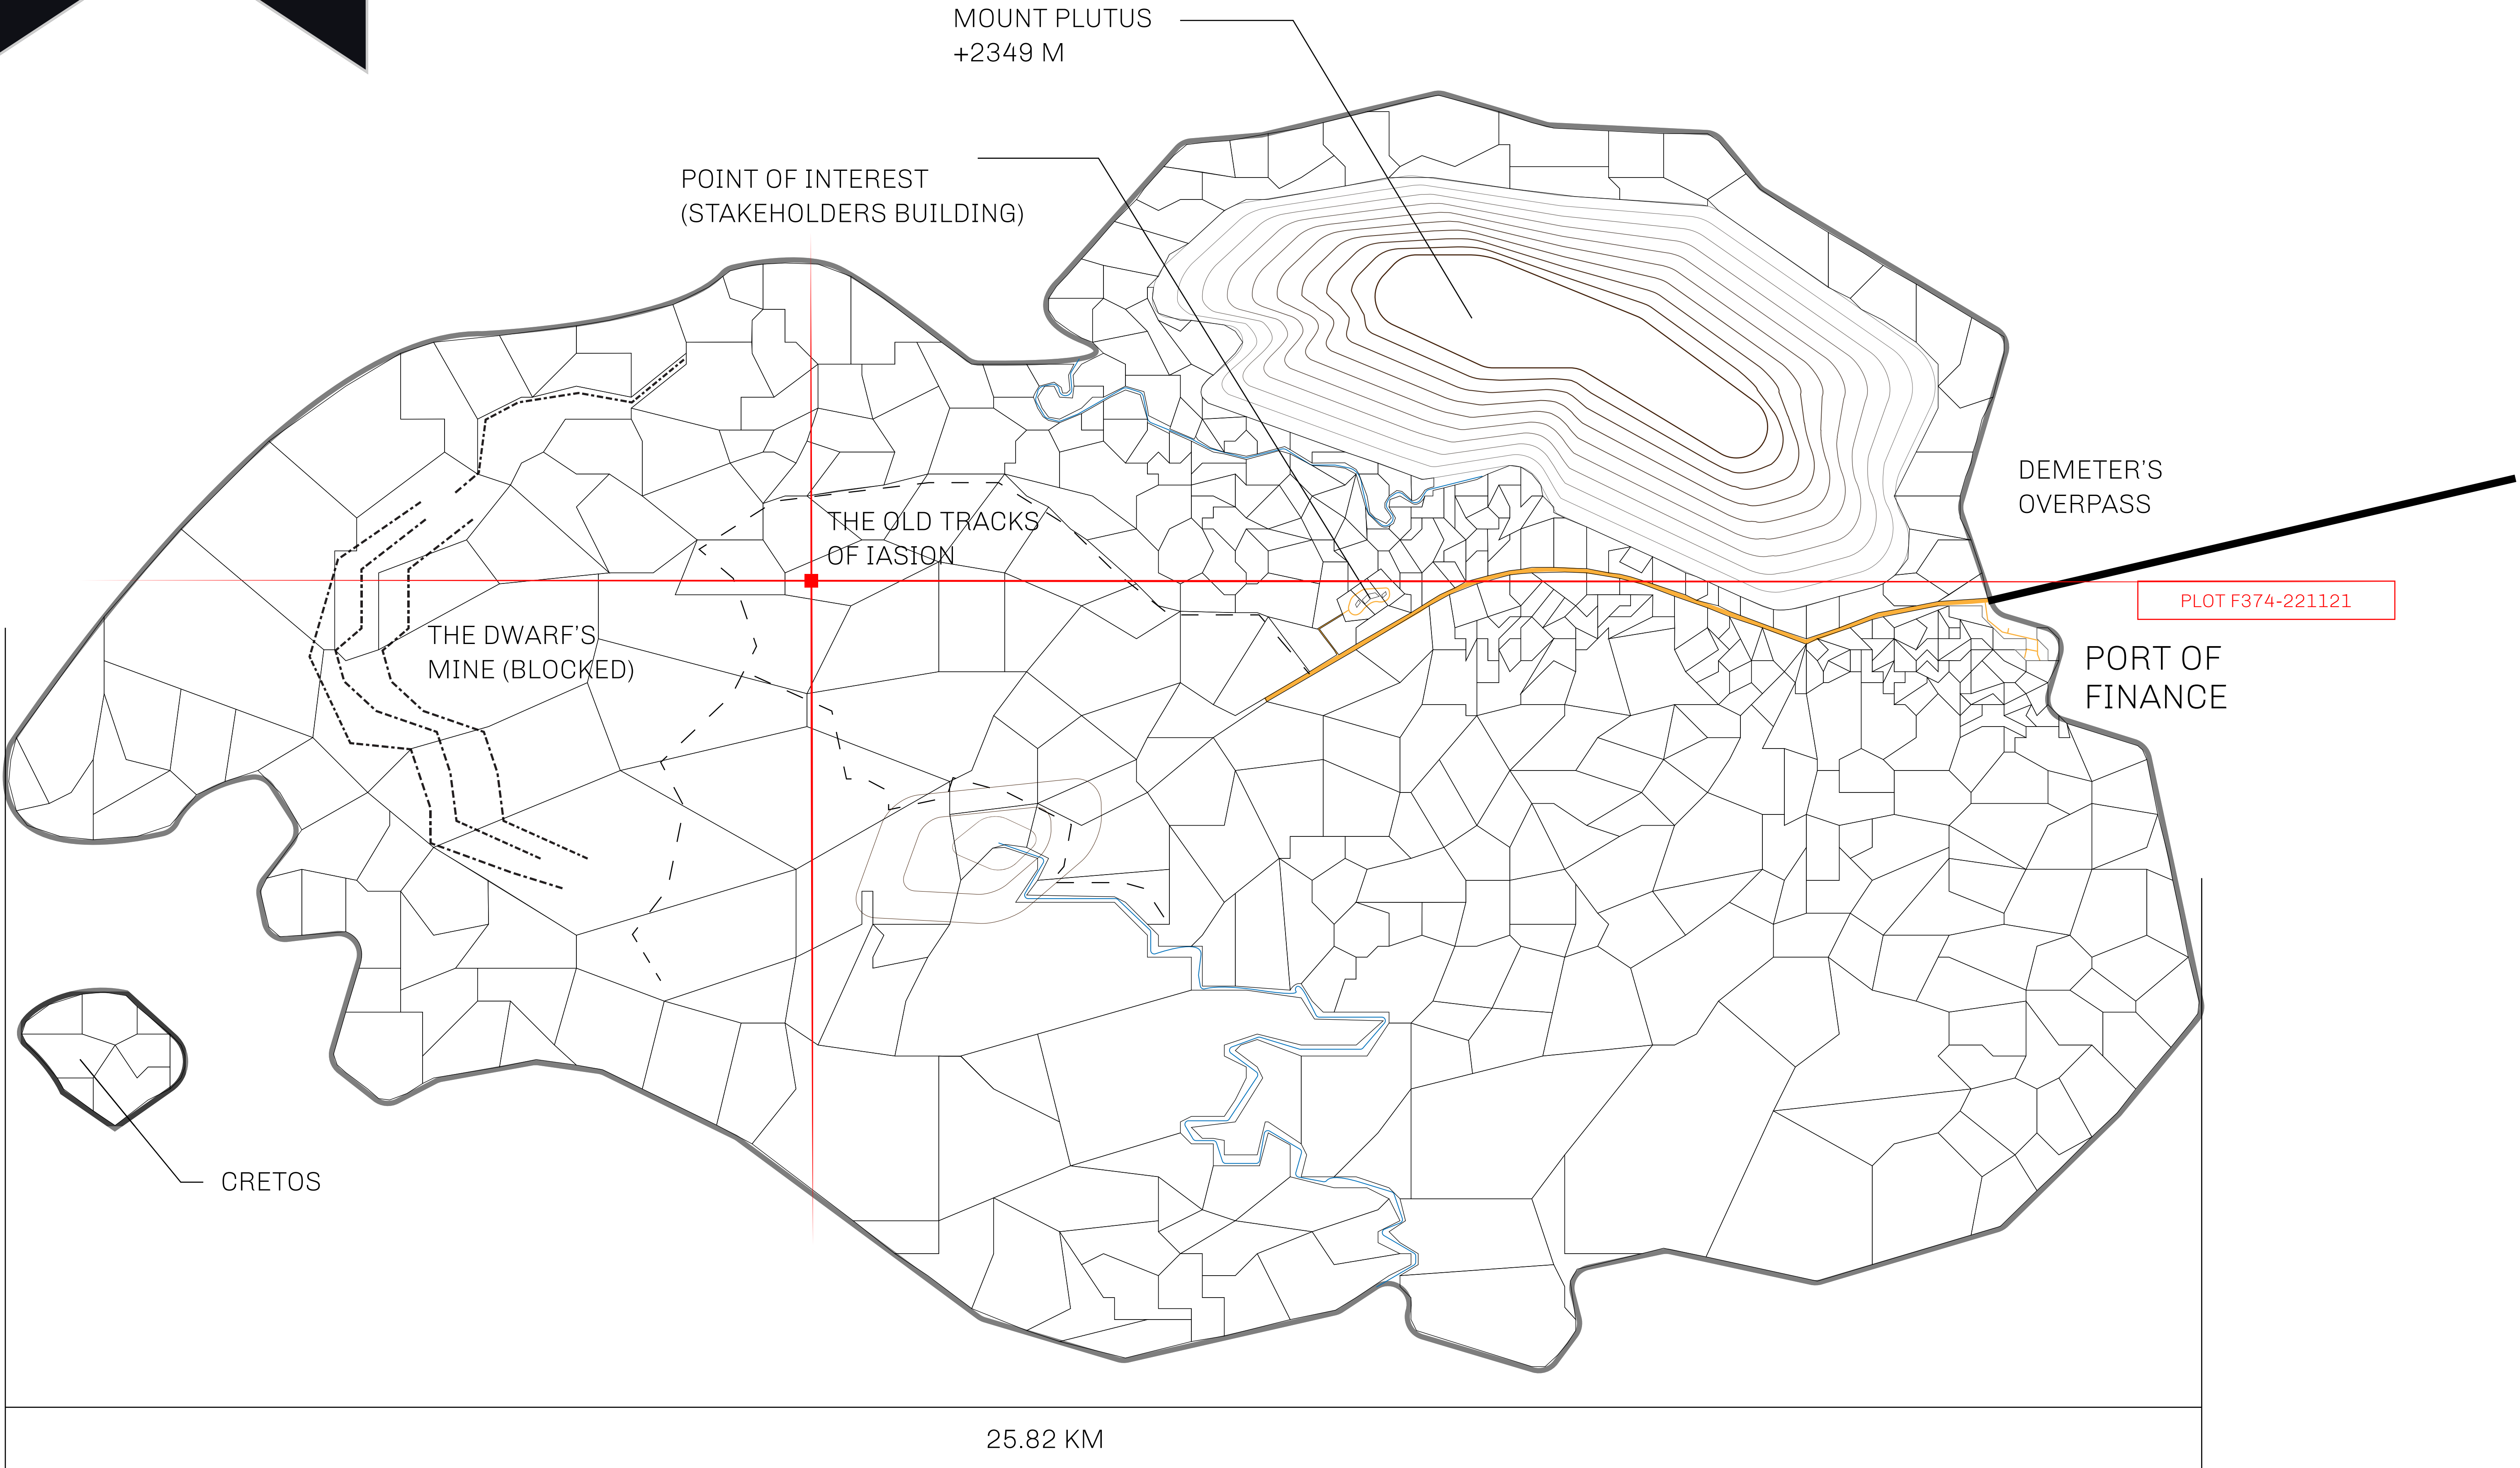 MOUNT PLUTUS
+2349 M
POINT OF INTEREST
(STAKEHOLDERS BUILDING)
DEMETER'S
OVERPASS
THE OLD TRACKS
OF IASION
PLOT F374-221121
THE DWARF'S
MINE (BLOCKED)
PORT OF
FINANCE
CRETOS
25.82 KM